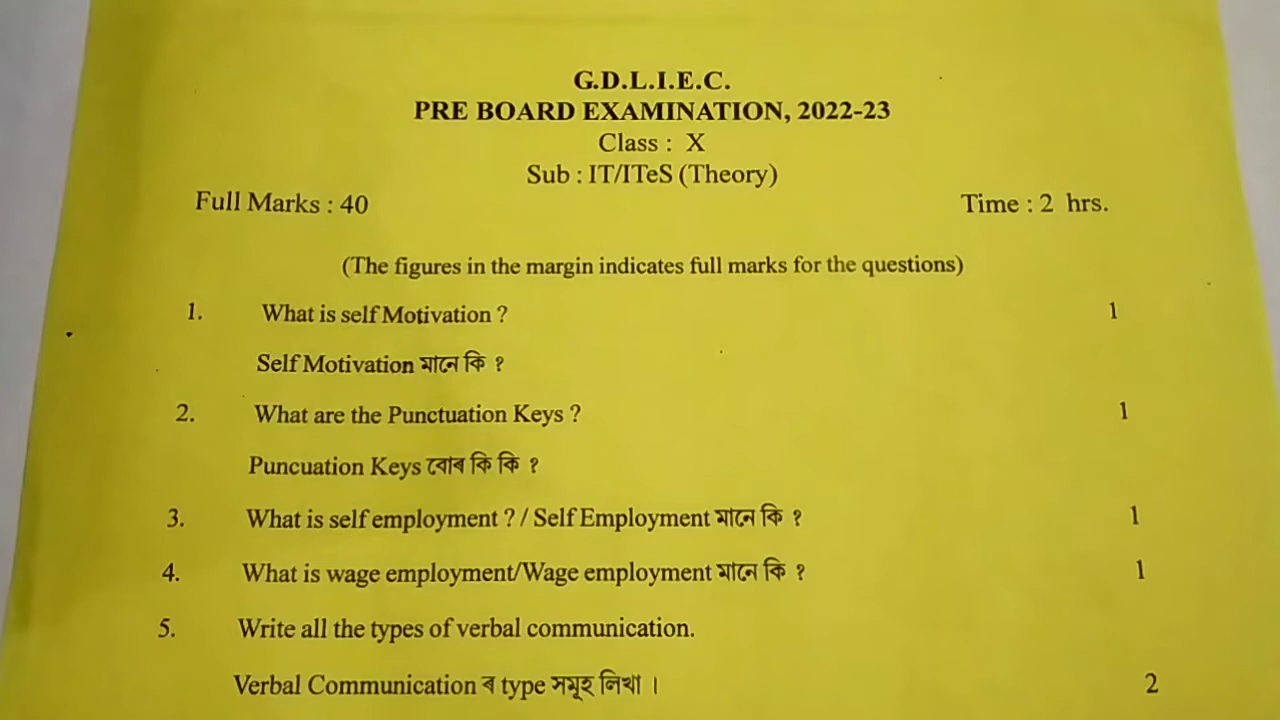 G.D.L.I.E.C.
PRE BOARD EXAMINATION, 2022-23
Class : X
Sub : IT/ITeS (Theory)
Full Marks : 40 Time : 2 hrs.
(The figures in the margin indicates full marks for the questions)
1. What is self Motivation ? 1
Self Motivation মানে কি ?
2. What are the Punctuation Keys ? 1
Puncuation Keys বোৰ কি কি ?
3. What is self employment ? / Self Employment মানে কি ? 1
4. What is wage employment/Wage employment মানে কি ? 1
5. Write all the types of verbal communication.
Verbal Communication ৰ type সমূহ লিখা । 2